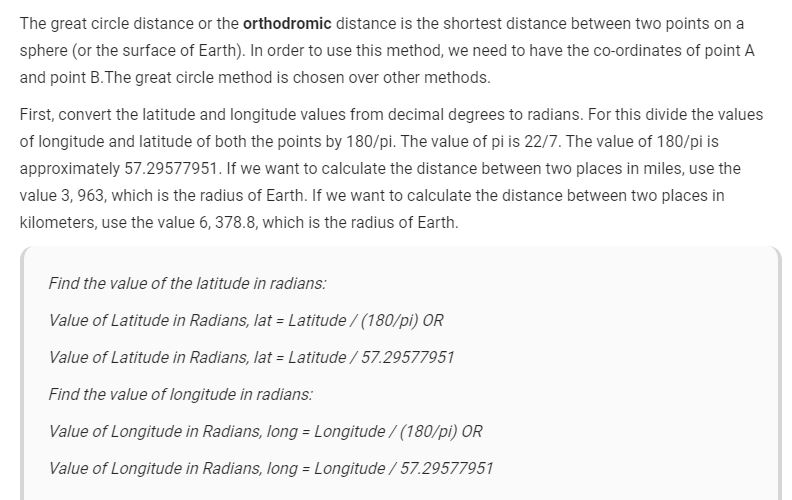 The great circle distance or the orthodromic distance is the shortest distance between two points on a
sphere (or the surface of Earth). In order to use this method, we need to have the co-ordinates of point A
and point B.The great circle method is chosen over other methods.
First, convert the latitude and longitude values from decimal degrees to radians. For this divide the values
of longitude and latitude of both the points by 180/pi. The value of pi is 22/7. The value of 180/pi is
approximately 57.29577951. If we want to calculate the distance between two places in miles, use the
value 3, 963, which is the radius of Earth. If we want to calculate the distance between two places in
kilometers, use the value 6, 378.8, which is the radius of Earth.
Find the value of the latitude in radians:
Value of Latitude in Radians, lat = Latitude / (180/pi) OR
Value of Latitude in Radians, lat = Latitude / 57.29577951
Find the value of longitude in radians:
Value of Longitude in Radians, long = Longitude / (180/pi) OR
Value of Longitude in Radians, long = Longitude / 57.29577951